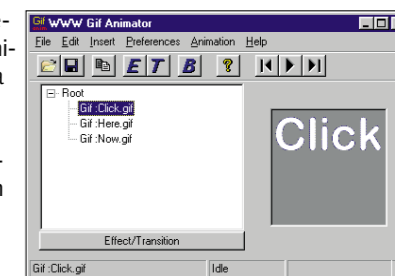 Gif WWW Gif Animator
File Edit Insert Preferences Animation Help
E T B ?
Root
Gif :Click.gif
Gif :Here.gif
Gif :Now.gif
Click
Effect/Transition
Gif :Click.gif Idle